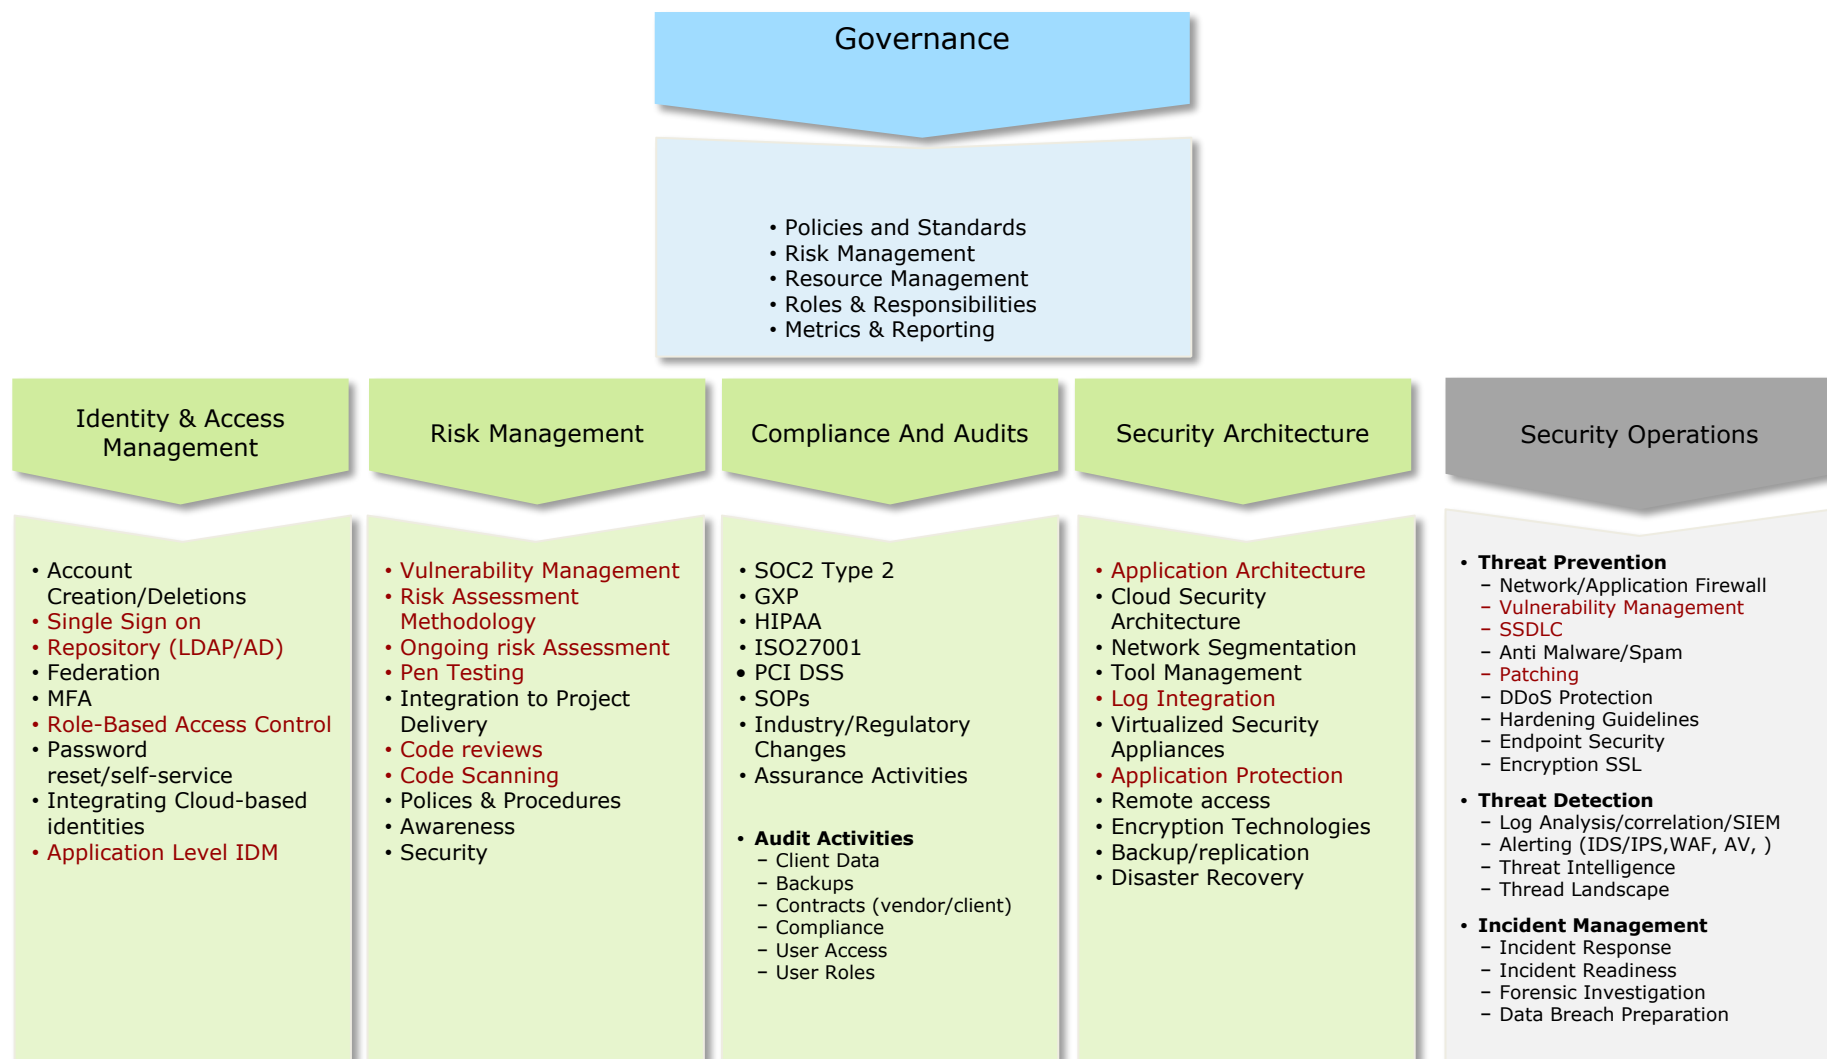 Governance
• Policies and Standards
• Risk Management
• Resource Management
• Roles & Responsibilities
• Metrics & Reporting
Identity & Access
Management
• Account
Creation/Deletions
• Single Sign on
• Repository (LDAP/AD)
• Federation
• MFA
• Role-Based Access Control
• Password
reset/self-service
• Integrating Cloud-based
identities
• Application Level IDM
Risk Management
• Vulnerability Management
• Risk Assessment
Methodology
• Ongoing risk Assessment
• Pen Testing
• Integration to Project
Delivery
• Code reviews
• Code Scanning
• Polices & Procedures
• Awareness
• Security
Compliance And Audits
• SOC2 Type 2
• GXP
• HIPAA
• ISO27001
• PCI DSS
• SOPs
• Industry/Regulatory
Changes
• Assurance Activities
• Audit Activities
– Client Data
– Backups
– Contracts (vendor/client)
– Compliance
– User Access
– User Roles
Security Architecture
• Application Architecture
• Cloud Security
Architecture
• Network Segmentation
• Tool Management
• Log Integration
• Virtualized Security
Appliances
• Application Protection
• Remote access
• Encryption Technologies
• Backup/replication
• Disaster Recovery
Security Operations
• Threat Prevention
– Network/Application Firewall
– Vulnerability Management
– SSDLC
– Anti Malware/Spam
– Patching
– DDoS Protection
– Hardening Guidelines
– Endpoint Security
– Encryption SSL
• Threat Detection
– Log Analysis/correlation/SIEM
– Alerting (IDS/IPS,WAF, AV, )
– Threat Intelligence
– Thread Landscape
• Incident Management
– Incident Response
– Incident Readiness
– Forensic Investigation
– Data Breach Preparation